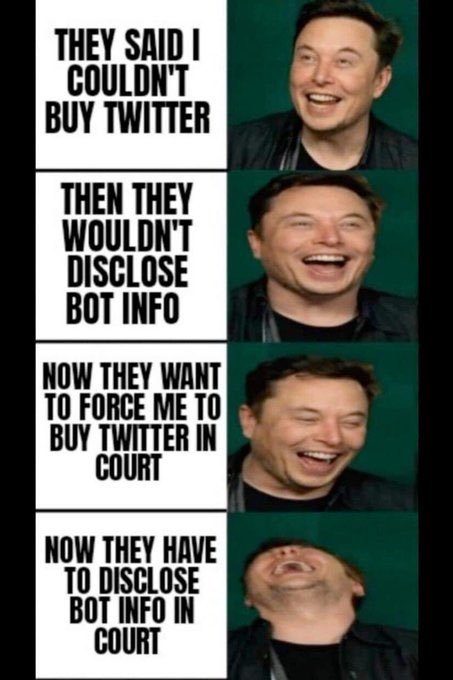 THEY SAID I
COULDN'T
BUY TWITTER
THEN THEY
WOULDN'T
DISCLOSE
BOT INFO
NOW THEY WANT
TO FORCE ME TO
BUY TWITTER IN
COURT
NOW THEY HAVE
TO DISCLOSE
BOT INFO IN
COURT